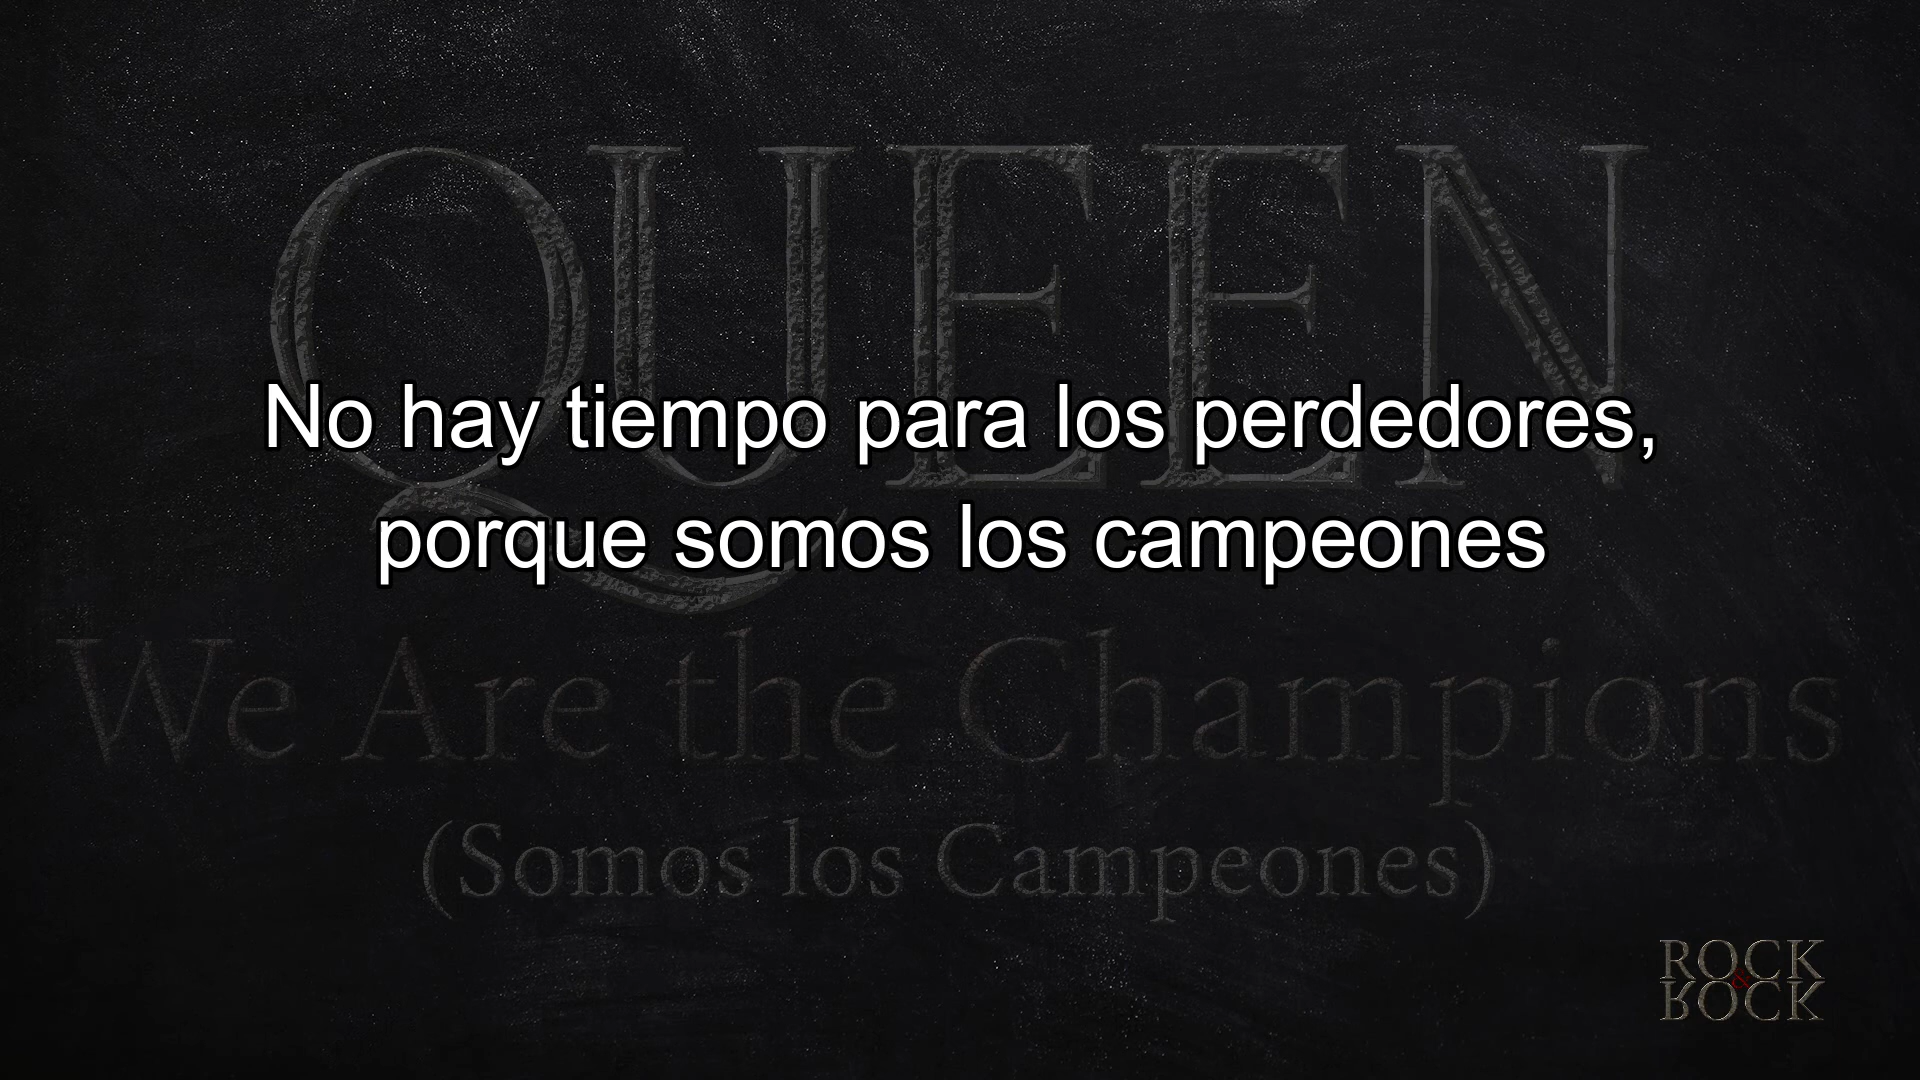 QUEEN
No hay tiempo para los perdedores,
porque somos los campeones
We Are the Champions
(Somos los Campeones)
ROCK
&
ROCK